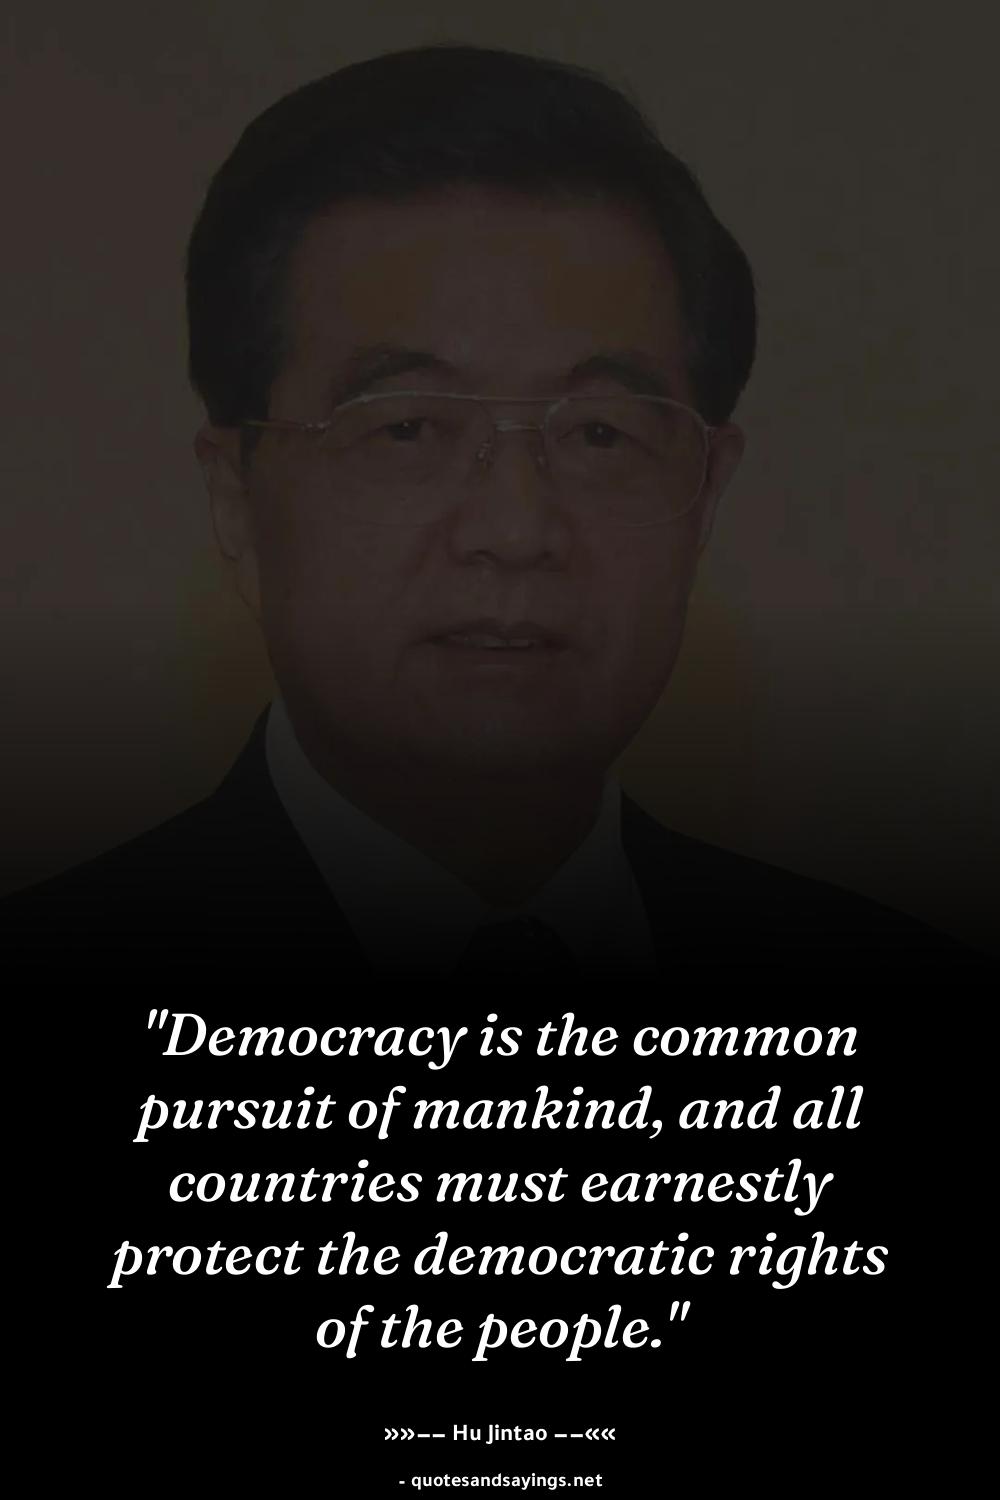 "Democracy is the common
pursuit of mankind, and all
countries must earnestly
protect the democratic rights
of the people."
»»−− Hu Jintao −−««
- quotesandsayings.net